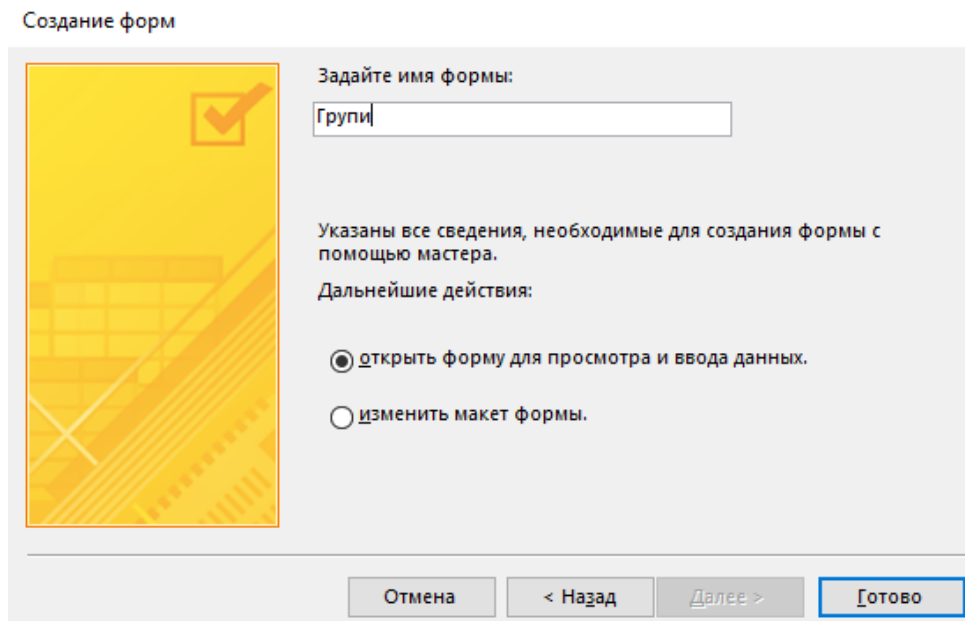 Создание форм
Задайте имя формы:
Групи
Указаны все сведения, необходимые для создания формы с
помощью мастера.
Дальнейшие действия:
открыть форму для просмотра и ввода данных.
изменить макет формы.
Отмена
< Назад
Далее >
Готово